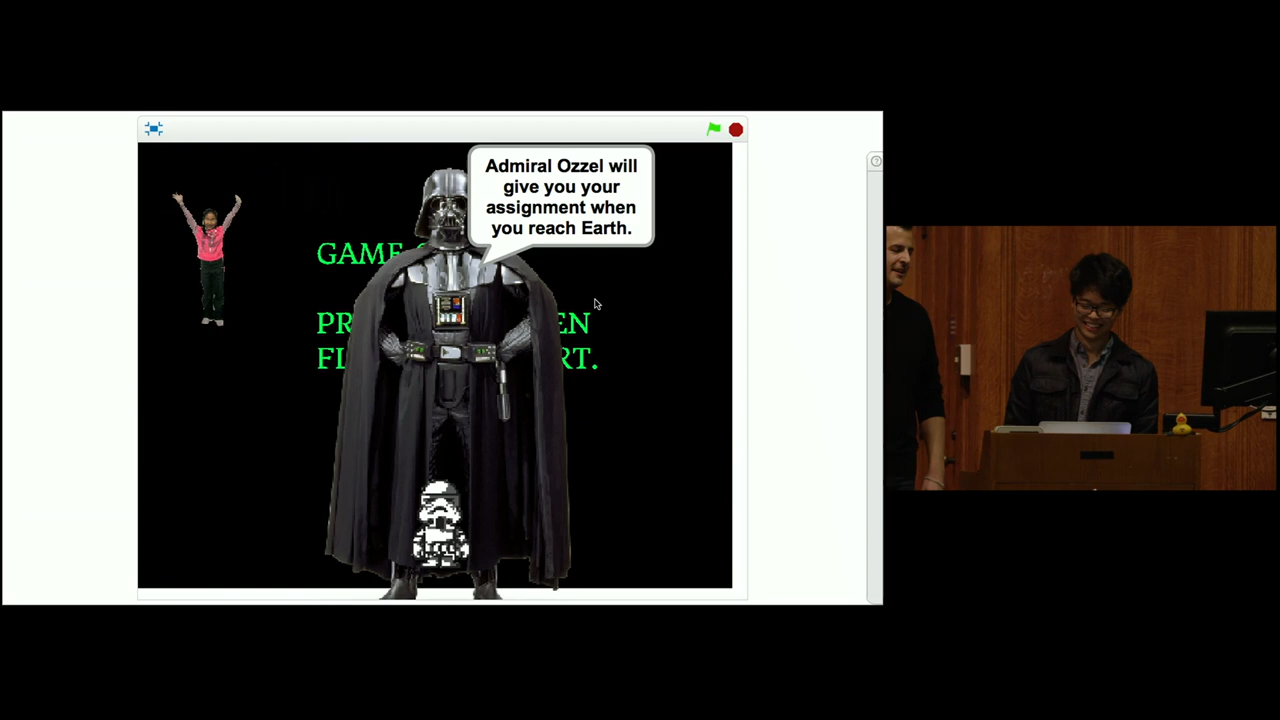 Admiral Ozzel will
give you your
assignment when
you reach Earth.
GAME
PR EN
FL RT.